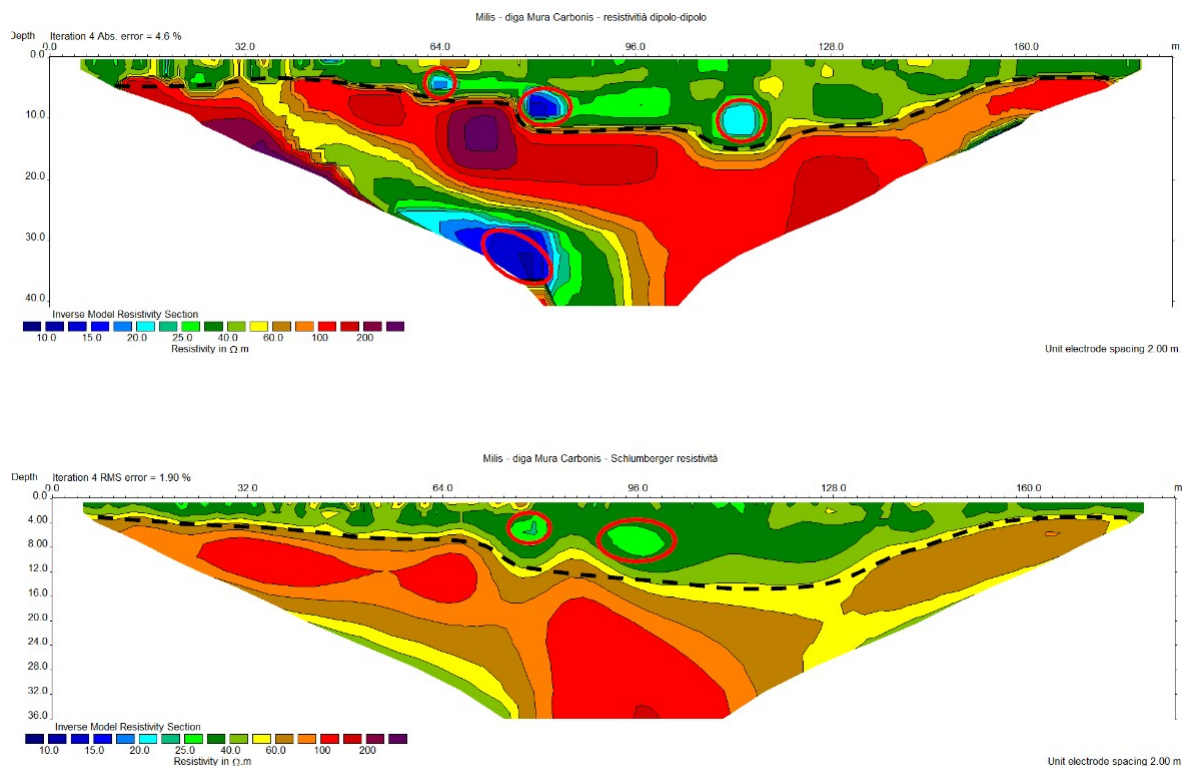 Milis - diga Mura Carbonis - resistivitià dipolo-dipolo
Depth Iteration 4 Abs. error = 4.6 %
0.0 0.0 32.0 64.0 96.0 128.0 160.0 m.
10.0
20.0
30.0
40.0
Inverse Model Resistivity Section
10.0 15.0 20.0 25.0 40.0 60.0 100 200
Resistivity in Ω.m
Unit electrode spacing 2.00 m.
Milis - diga Mura Carbonis - Schlumberger resistività
Depth Iteration 4 RMS error = 1.90 %
0.0 0.0 32.0 64.0 96.0 128.0 160.0 m.
4.00
8.00
12.0
16.0
20.0
24.0
28.0
32.0
36.0
Inverse Model Resistivity Section
10.0 15.0 20.0 25.0 40.0 60.0 100 200
Resistivity in Ω.m
Unit electrode spacing 2.00 m.